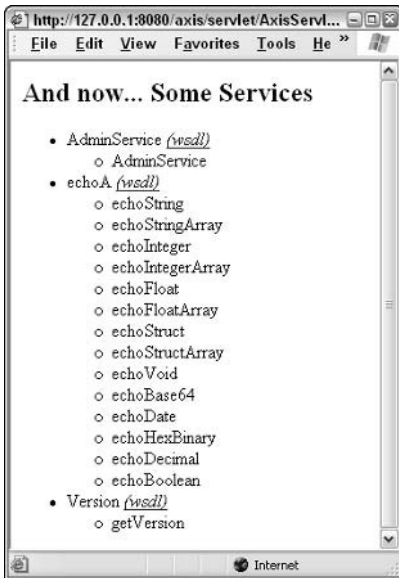 http://127.0.0.1:8080/axis/servlet/AxisServl...
File Edit View Favorites Tools He »
And now... Some Services
AdminService (wsdl)
AdminService
echoA (wsdl)
echoString
echoStringArray
echoInteger
echoIntegerArray
echoFloat
echoFloatArray
echoStruct
echoStructArray
echoVoid
echoBase64
echoDate
echoHexBinary
echoDecimal
echoBoolean
Version (wsdl)
getVersion
Internet